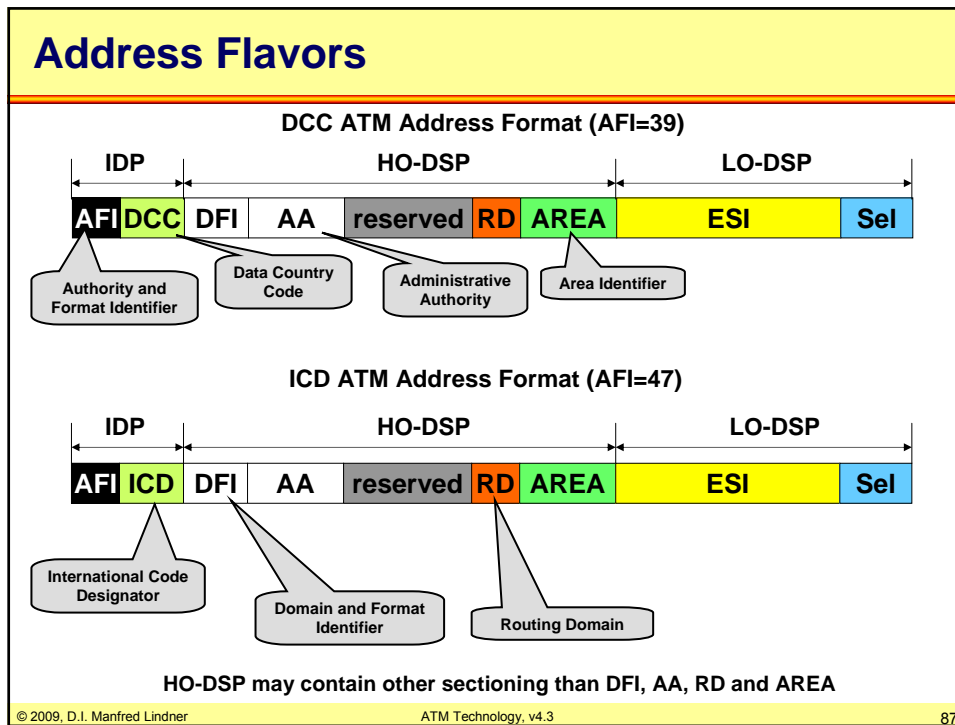 Address Flavors
DCC ATM Address Format (AFI=39)
IDP HO-DSP LO-DSP
AFI DCC DFI AA reserved RD AREA ESI Sel
Authority and
Format Identifier
Data Country
Code
Administrative
Authority
Area Identifier
ICD ATM Address Format (AFI=47)
IDP HO-DSP LO-DSP
AFI ICD DFI AA reserved RD AREA ESI Sel
International Code
Designator
Domain and Format
Identifier
Routing Domain
HO-DSP may contain other sectioning than DFI, AA, RD and AREA
© 2009, D.I. Manfred Lindner ATM Technology, v4.3 87